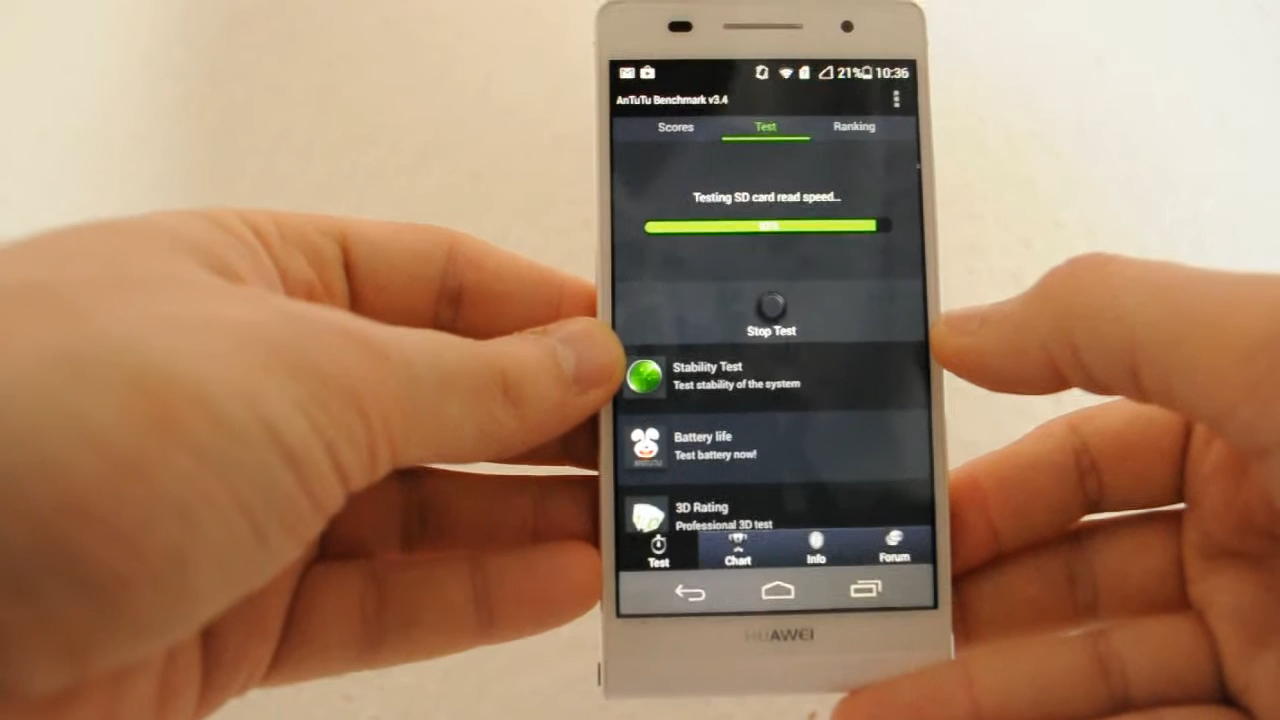 21% 10:36
AnTuTu Benchmark v3.4
Scores Test Ranking
Testing SD card read speed...
Stop Test
Stability Test
Test stability of the system
Battery life
Test battery now!
3D Rating
Professional 3D test
Test Chart Info Forum
HUAWEI